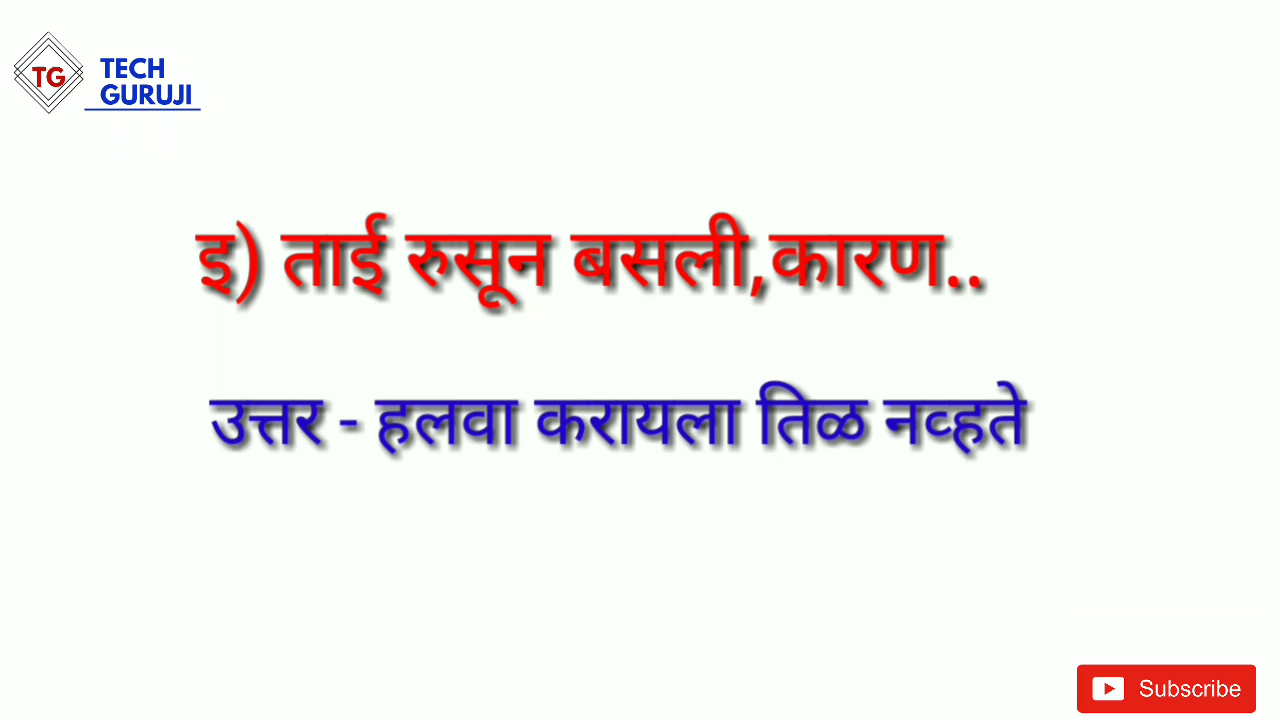 TG
TECH
GURUJI
इ) ताई रुसून बसली,कारण..
उत्तर - हलवा करायला तिळ नव्हते
Subscribe